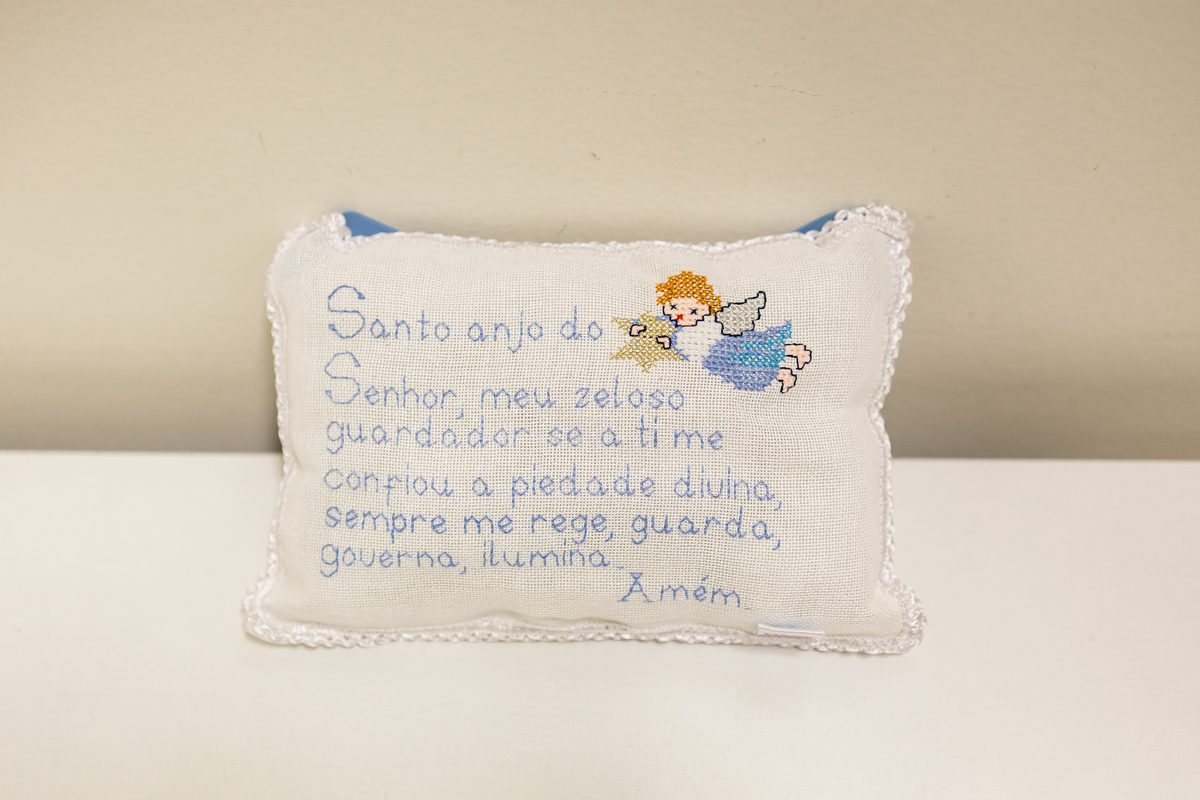 Santo anjo do
Senhor, meu zeloso
guardador se a ti me
confiou a piedade divina,
sempre me rege, guarda,
governa, ilumina.
Amém.